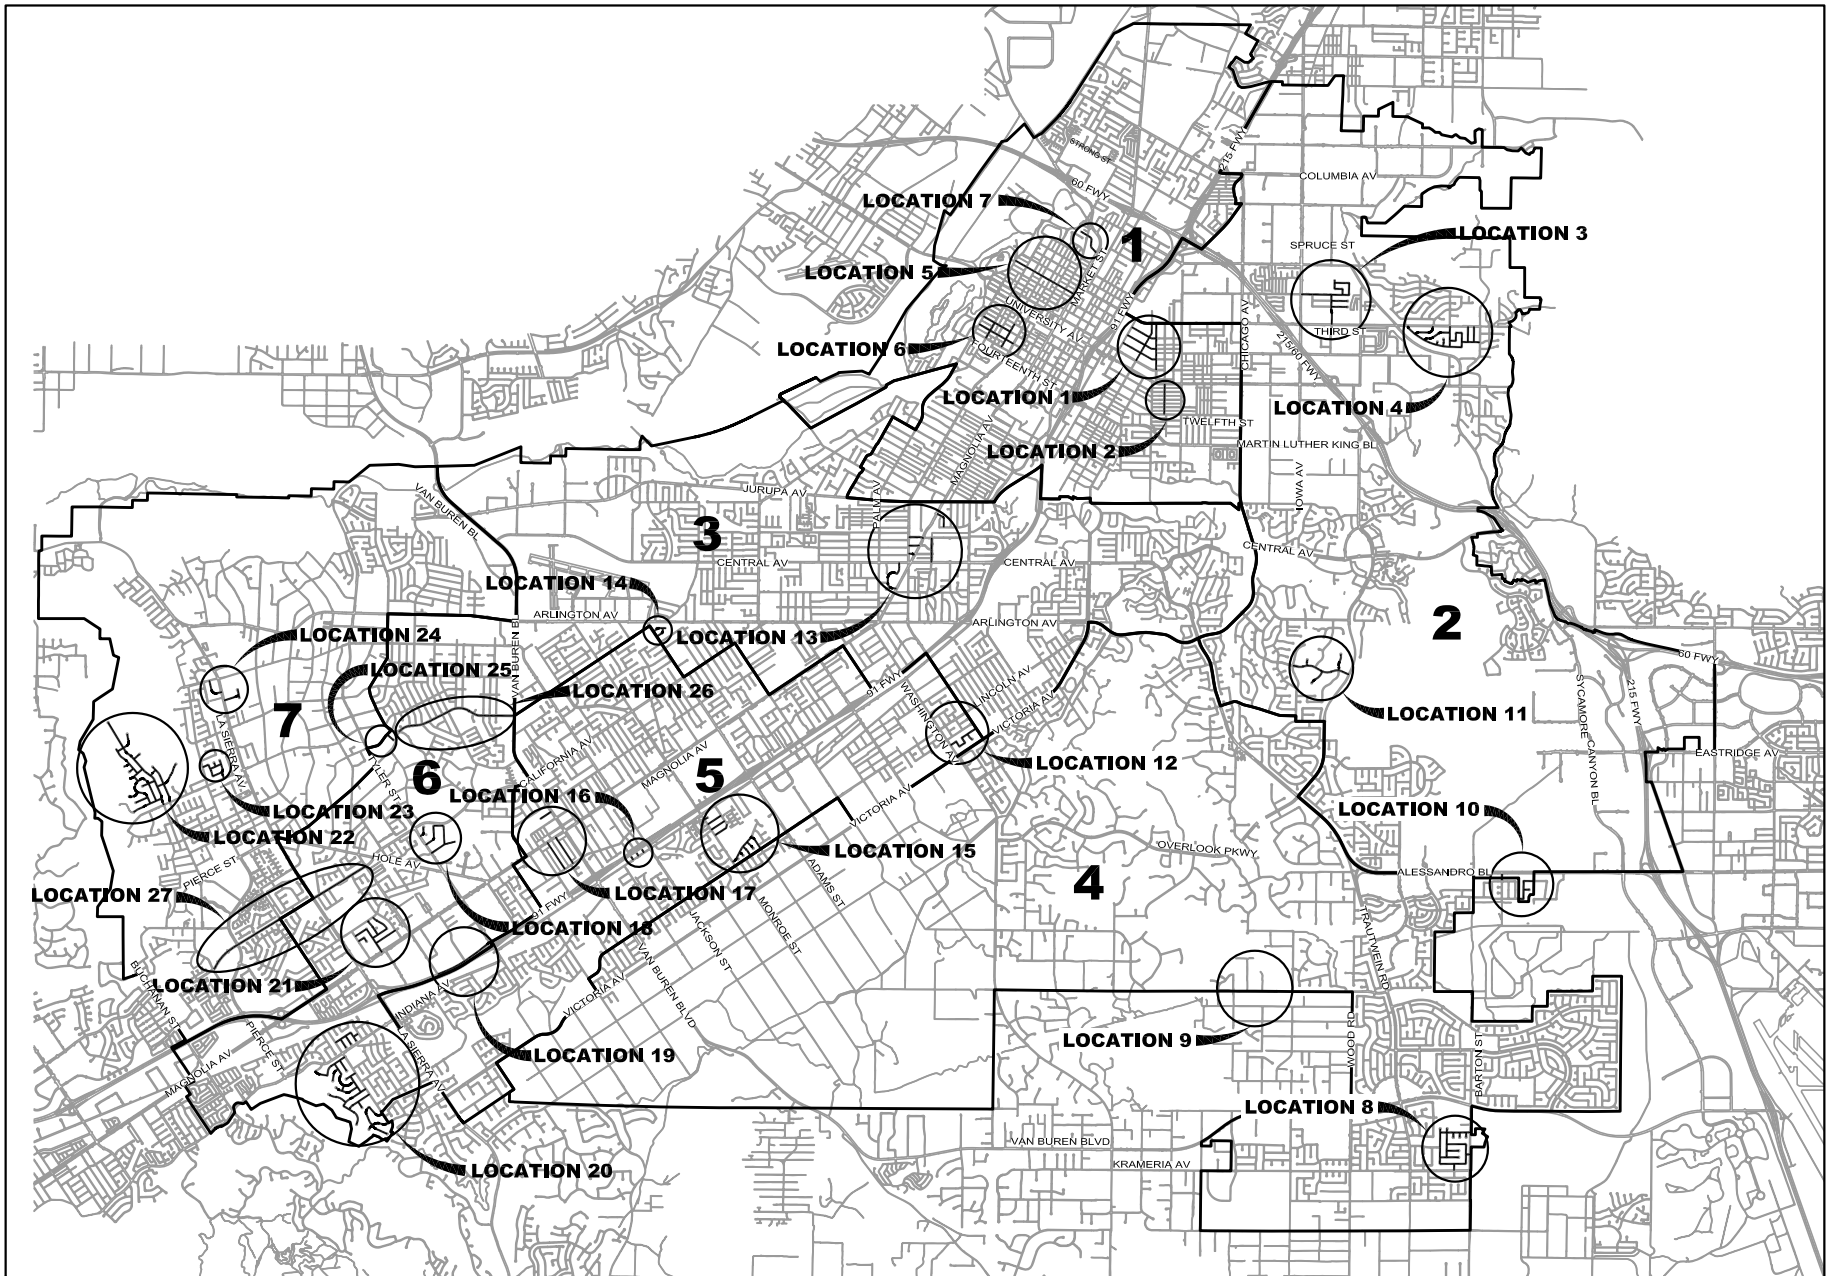 STRONG ST
215 FWY
COLUMBIA AV
60 FWY
LOCATION 7
1
LOCATION 3
SPRUCE ST
LOCATION 5
MARKET ST
UNIVERSITY AV
91 FWY
CHICAGO AV
THIRD ST
215/60 FWY
LOCATION 6
FOURTEENTH ST
LOCATION 1
LOCATION 4
TWELFTH ST
MARTIN LUTHER KING BL
LOCATION 2
MAGNOLIA AV
IOWA AV
VAN BUREN BL
JURUPA AV
PALM AV
3
CENTRAL AV
CENTRAL AV
CENTRAL AV
LOCATION 14
ARLINGTON AV
ARLINGTON AV
LOCATION 13
2
LOCATION 24
VAN BUREN BL
60 FWY
LOCATION 25
LOCATION 26
91 FWY
WASHINGTON AV
LINCOLN AV
VICTORIA AV
SYCAMORE CANYON BL
215 FWY
7
LA SIERRA AV
LOCATION 11
TYLER ST
6
CALIFORNIA AV
MAGNOLIA AV
5
EASTRIDGE AV
LOCATION 12
LOCATION 16
LOCATION 23
VICTORIA AV
LOCATION 10
LOCATION 22
HOLE AV
LOCATION 15
OVERLOOK PKWY
PIERCE ST
ADAMS ST
4
ALESSANDRO BL
LOCATION 27
LOCATION 17
91 FWY
LOCATION 18
JACKSON ST
MONROE ST
TRAUTWEIN RD
BUCHANAN ST
LOCATION 21
VAN BUREN BLVD
INDIANA AV
VICTORIA AV
PIERCE ST
LA SIERRA AV
LOCATION 19
LOCATION 9
WOOD RD
BARTON ST
MAGNOLIA AV
LOCATION 8
VAN BUREN BLVD
KRAMERIA AV
LOCATION 20